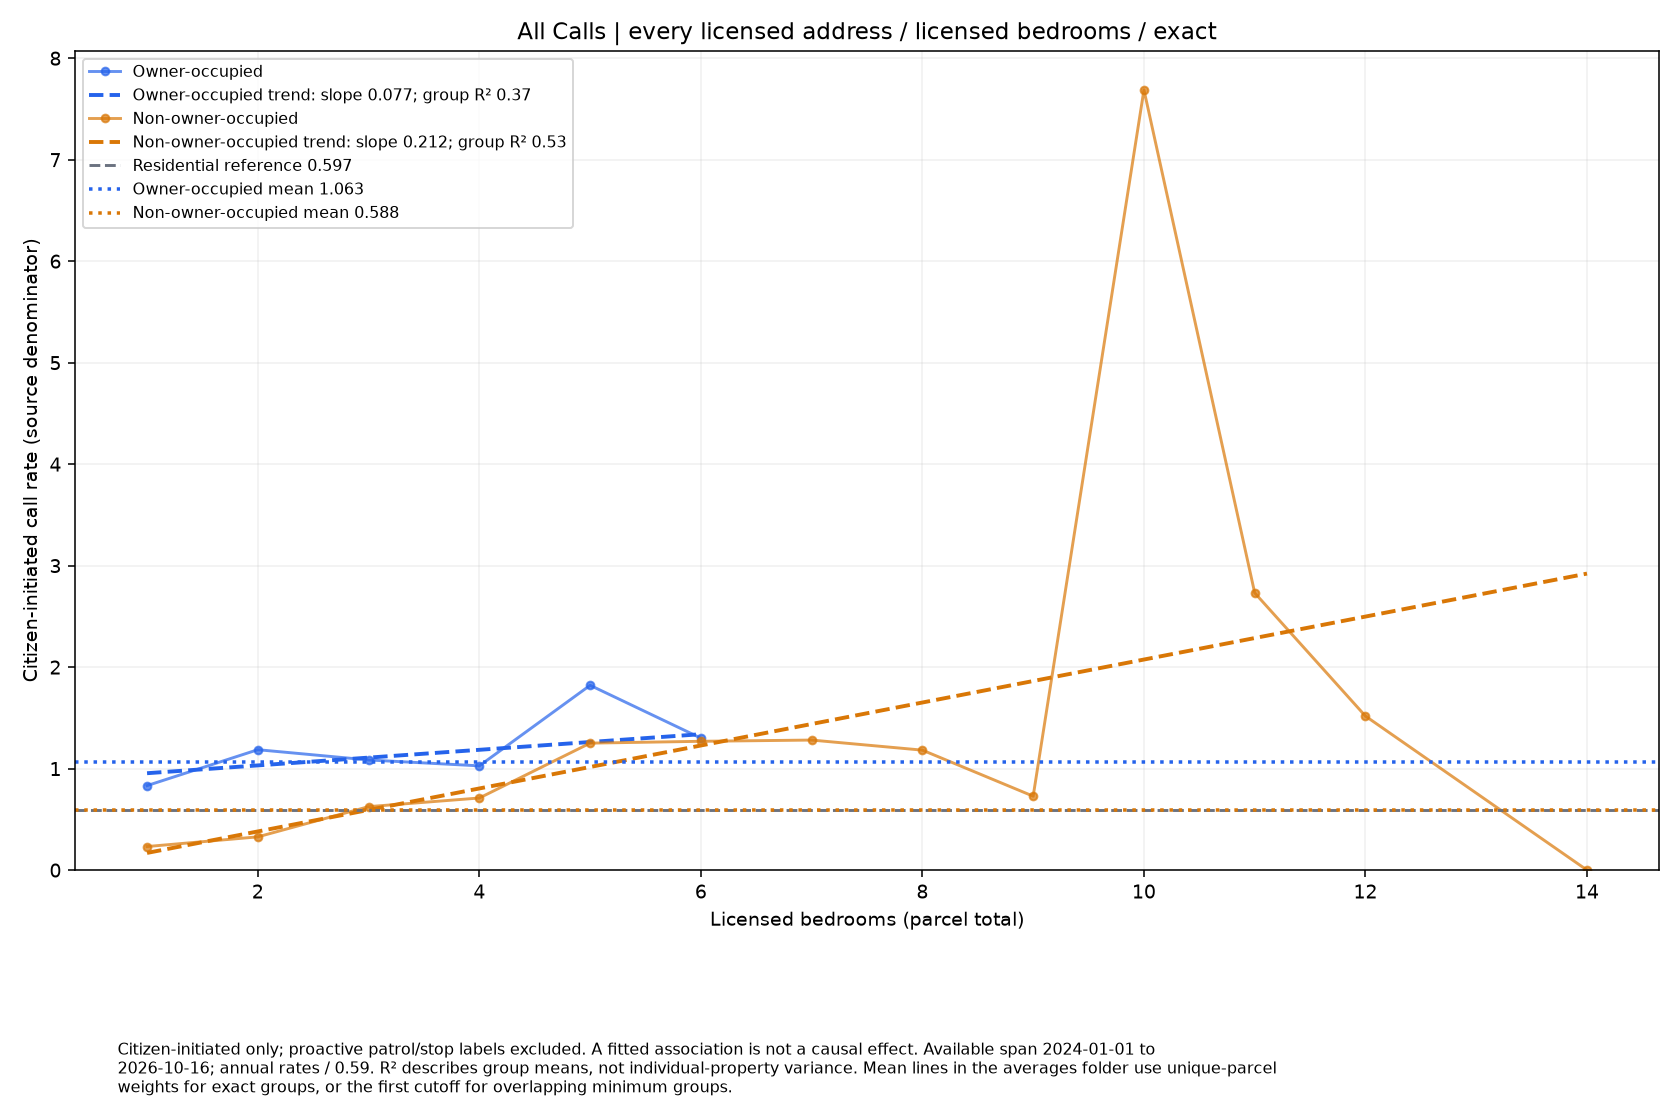 All Calls | every licensed address / licensed bedrooms / exact
Owner-occupied
Owner-occupied trend: slope 0.077; group R² 0.37
Non-owner-occupied
Non-owner-occupied trend: slope 0.212; group R² 0.53
Residential reference 0.597
Owner-occupied mean 1.063
Non-owner-occupied mean 0.588
Citizen-initiated call rate (source denominator)
8
7
6
5
4
3
2
1
0
2 4 6 8 10 12 14
Licensed bedrooms (parcel total)
Citizen-initiated only; proactive patrol/stop labels excluded. A fitted association is not a causal effect. Available span 2024-01-01 to
2026-10-16; annual rates / 0.59. R² describes group means, not individual-property variance. Mean lines in the averages folder use unique-parcel
weights for exact groups, or the first cutoff for overlapping minimum groups.